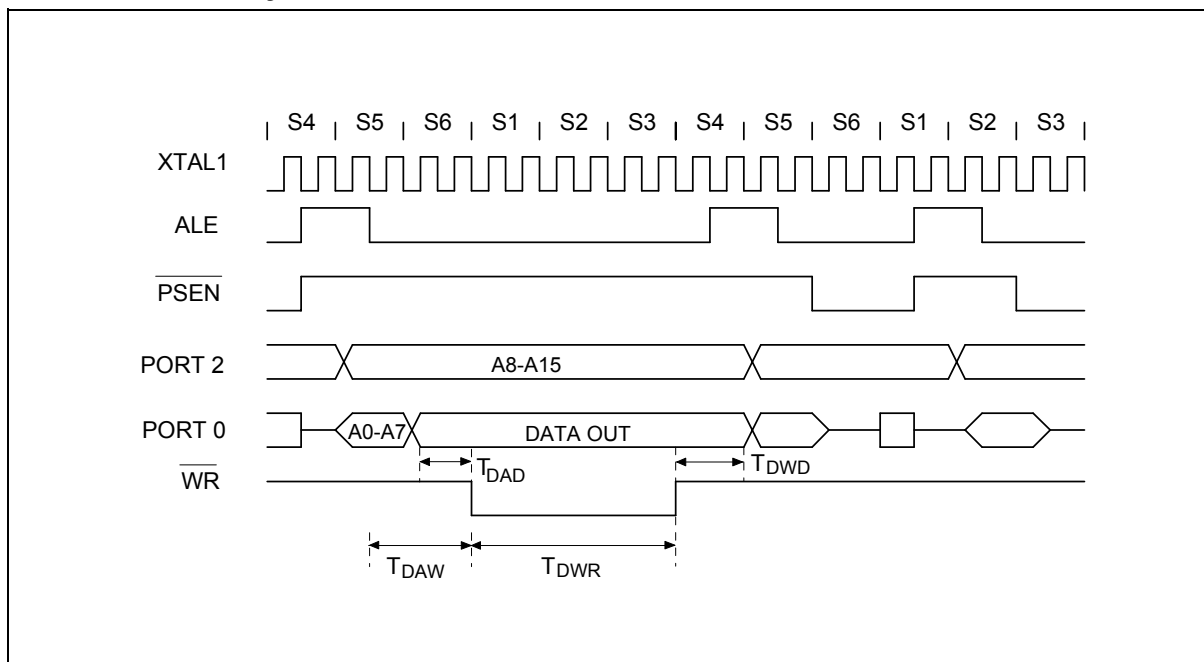 | S4 | S5 | S6 | S1 | S2 | S3 | S4 | S5 | S6 | S1 | S2 | S3 |
XTAL1
ALE
PSEN
PORT 2
A8-A15
PORT 0
A0-A7
DATA OUT
TDAD
TDWD
WR
TDAW
TDWR